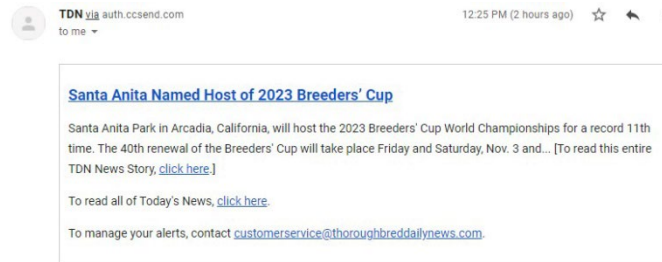 TDN via auth.ccsend.com 12:25 PM (2 hours ago)
to me
Santa Anita Named Host of 2023 Breeders' Cup
Santa Anita Park in Arcadia, California, will host the 2023 Breeders' Cup World Championships for a record 11th
time. The 40th renewal of the Breeders' Cup will take place Friday and Saturday, Nov. 3 and... [To read this entire
TDN News Story, click here.]
To read all of Today's News, click here.
To manage your alerts, contact customerservice@thoroughbreddailynews.com.